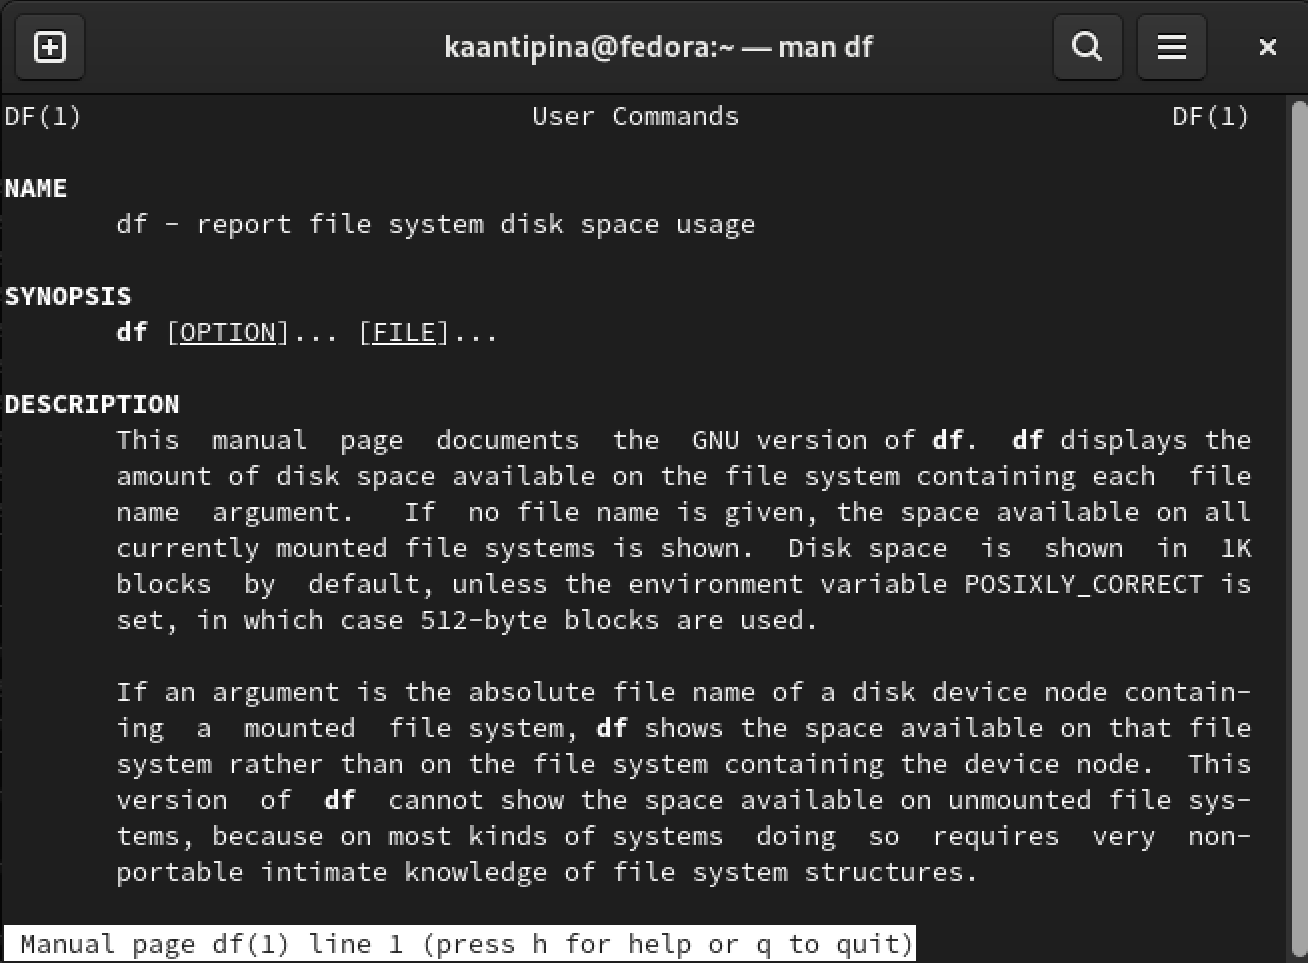 kaantipina@fedora:~ — man df
DF(1) User Commands DF(1)
NAME
df - report file system disk space usage
SYNOPSIS
df [OPTION]... [FILE]...
DESCRIPTION
This manual page documents the GNU version of df. df displays the
amount of disk space available on the file system containing each file
name argument. If no file name is given, the space available on all
currently mounted file systems is shown. Disk space is shown in 1K
blocks by default, unless the environment variable POSIXLY_CORRECT is
set, in which case 512-byte blocks are used.
If an argument is the absolute file name of a disk device node contain-
ing a mounted file system, df shows the space available on that file
system rather than on the file system containing the device node. This
version of df cannot show the space available on unmounted file sys-
tems, because on most kinds of systems doing so requires very non-
portable intimate knowledge of file system structures.
Manual page df(1) line 1 (press h for help or q to quit)